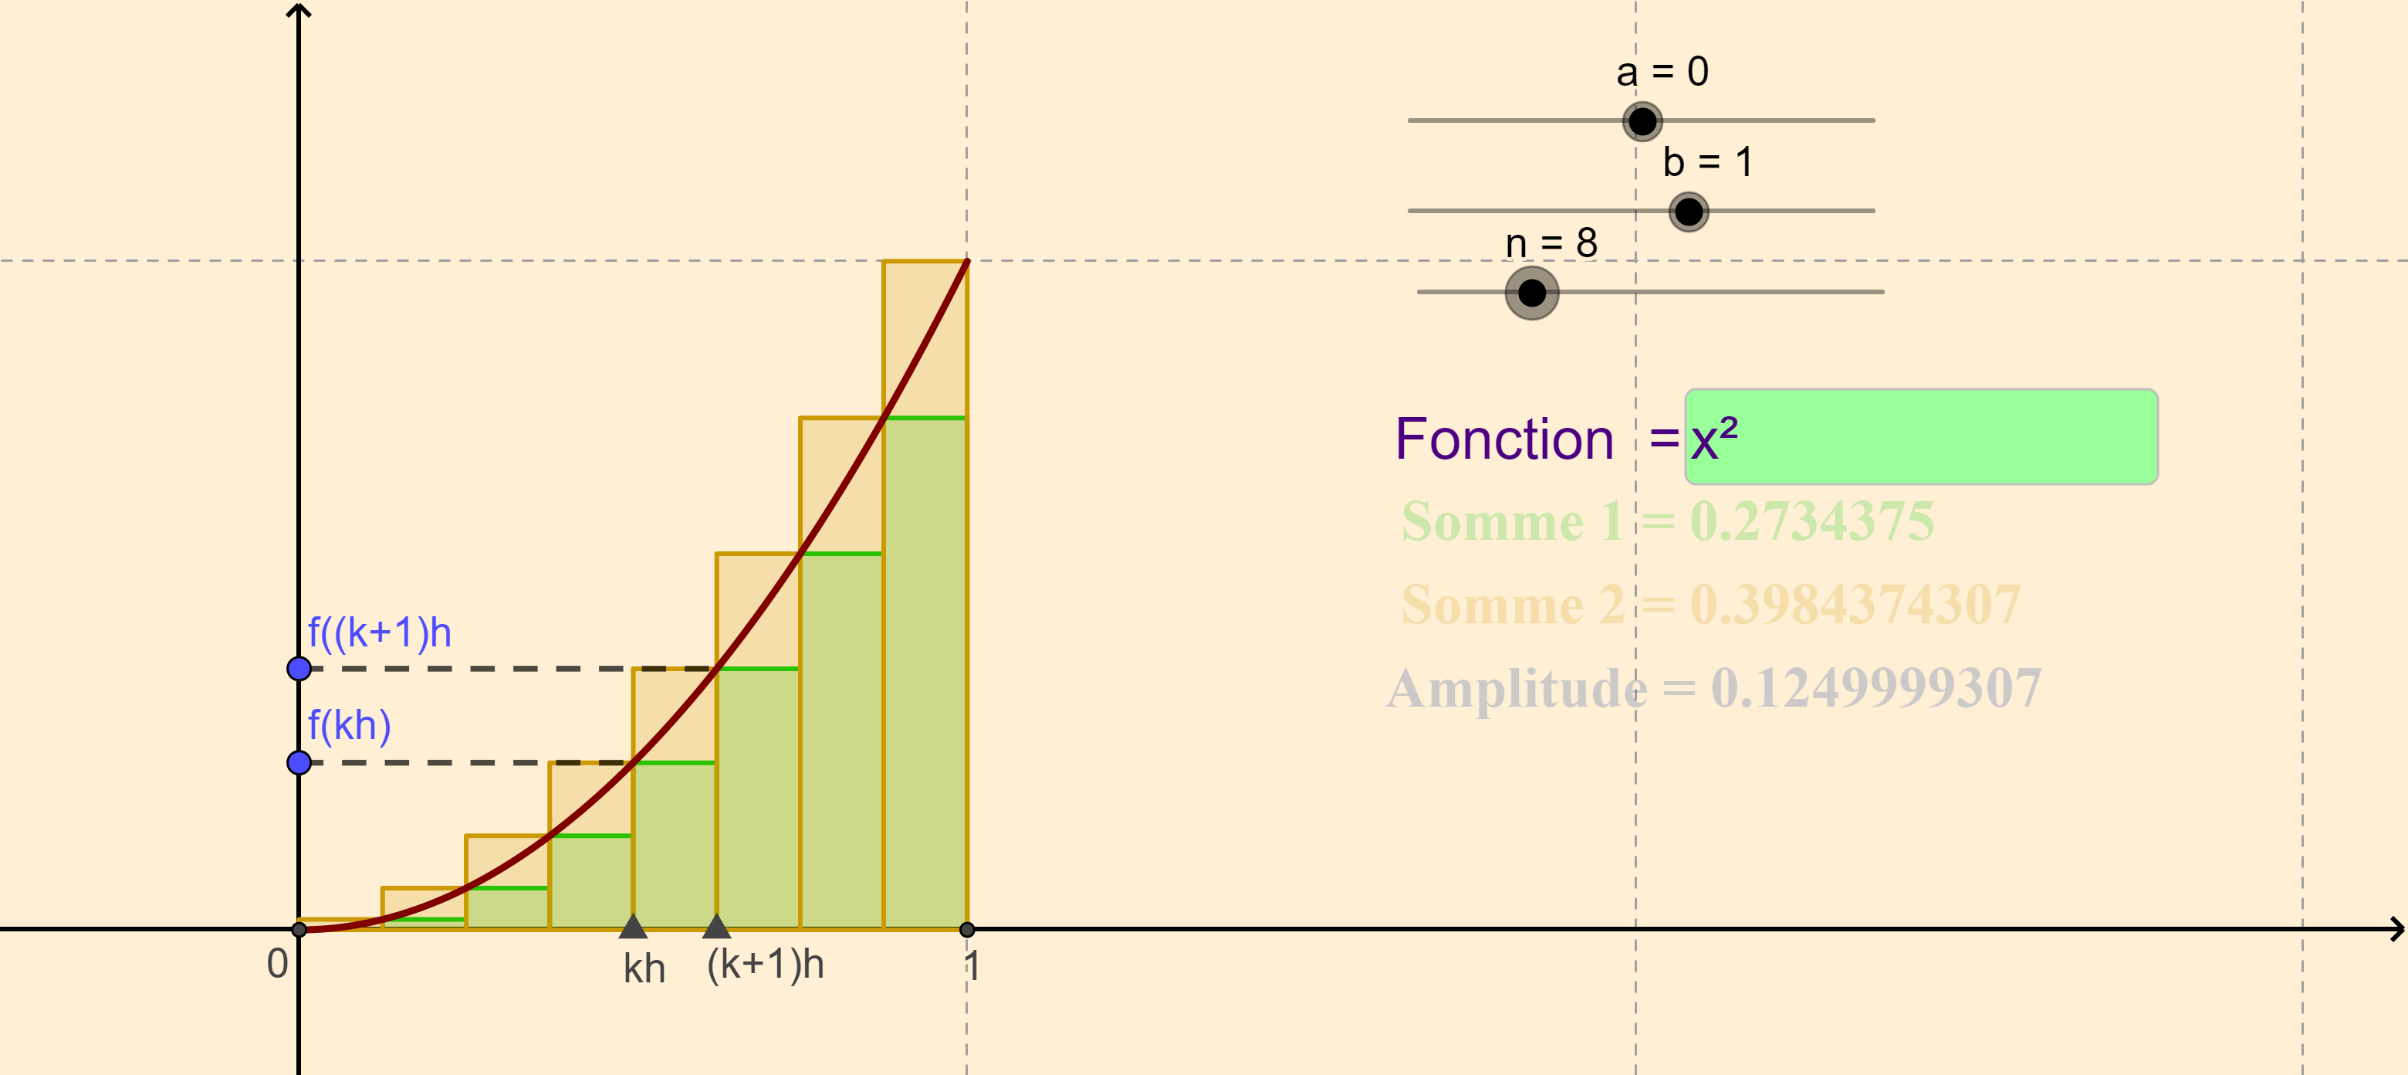 a = 0
b = 1
n = 8
Fonction = x²
Somme 1 = 0.2734375
Somme 2 = 0.3984374307
Amplitude = 0.1249999307
f((k+1)h
f(kh)
0
kh
(k+1)h
1